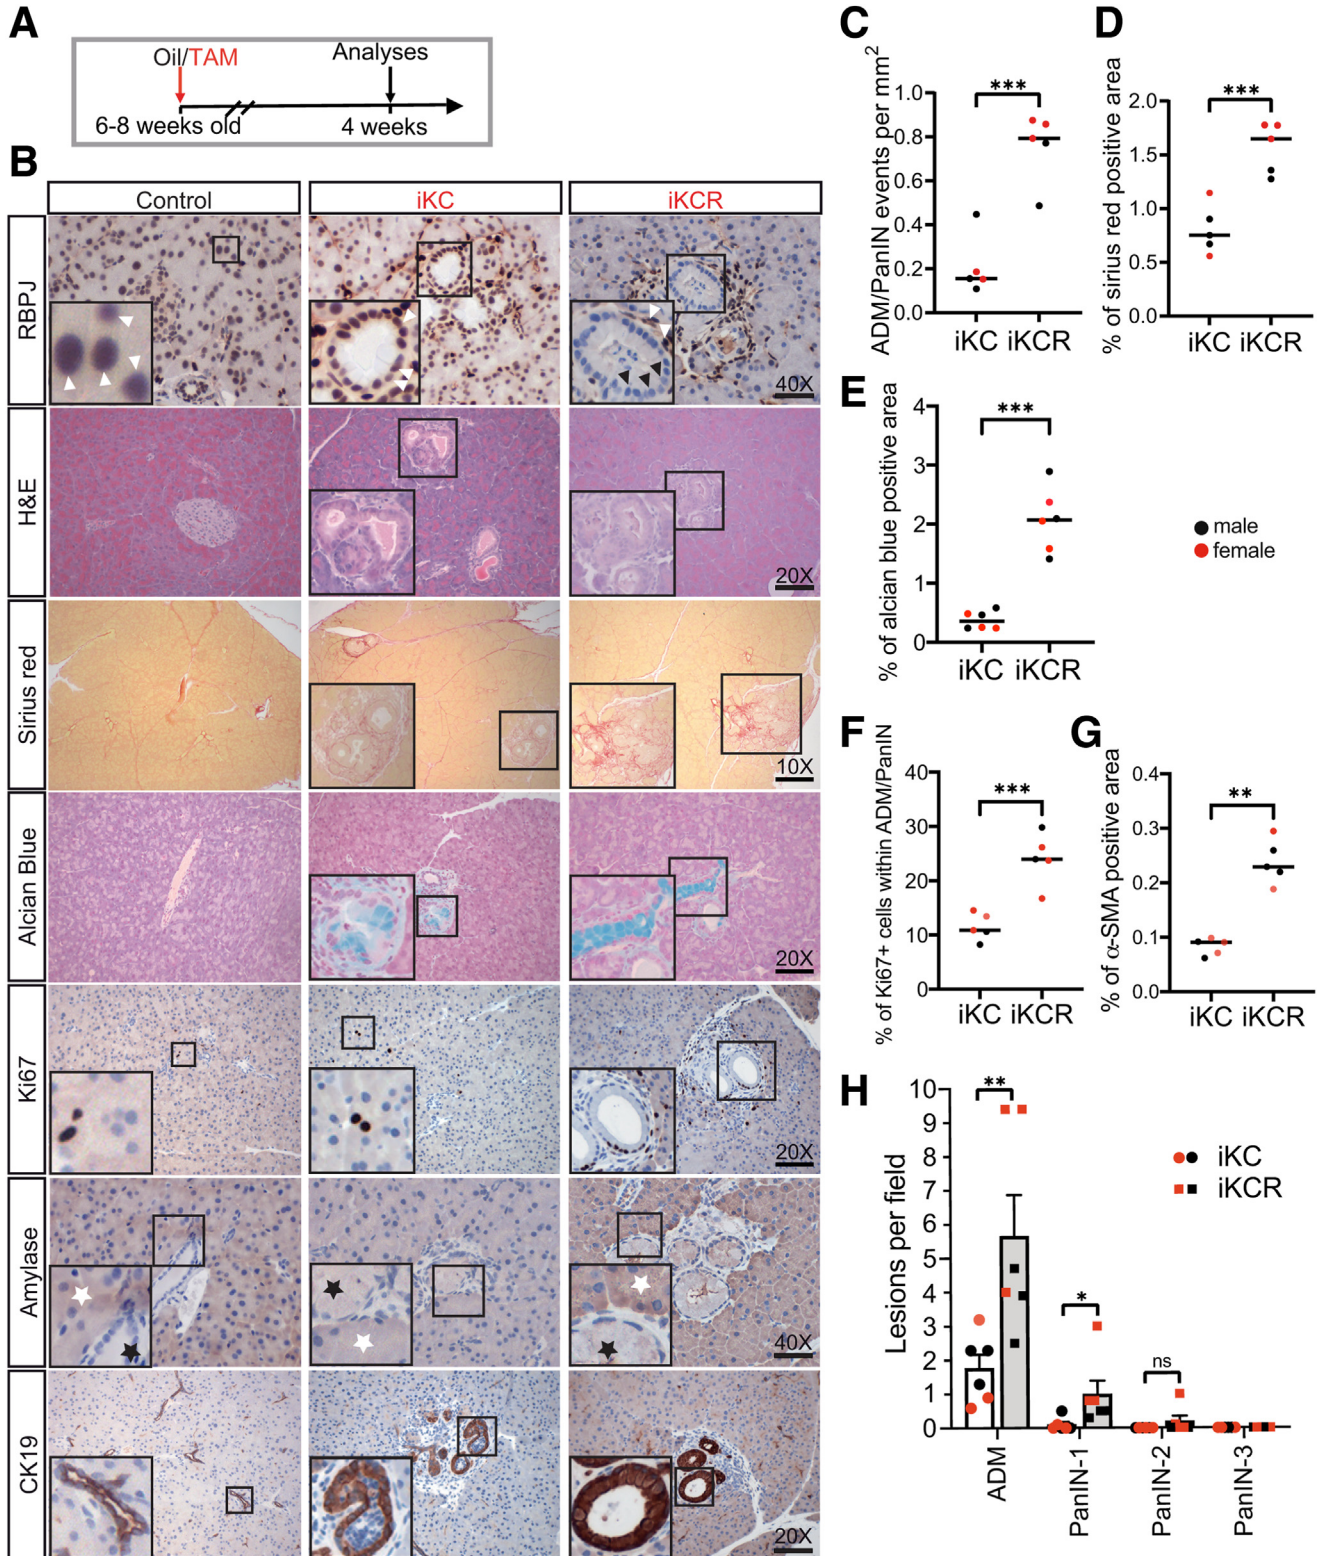 A
Oil/TAM
Analyses
6-8 weeks old
4 weeks
B
Control
iKC
iKCR
RBPJ
40X
H&E
20X
Sirius red
10X
Alcian Blue
20X
Ki67
20X
Amylase
40X
CK19
20X
C
ADM/PanIN events per mm2
1.0
0.8
0.6
0.4
0.2
0.0
***
iKC iKCR
D
% of sirius red positive area
2.0
1.5
1.0
0.5
0.0
***
iKC iKCR
E
% of alcian blue positive area
4
3
2
1
0
***
iKC iKCR
male
female
F
% of Ki67+ cells within ADM/PanIN
40
30
20
10
0
***
iKC iKCR
G
% of α-SMA positive area
0.4
0.3
0.2
0.1
0.0
**
iKC iKCR
H
Lesions per field
10
9
8
7
6
5
4
3
2
1
0
**
*
ns
iKC
iKCR
ADM
PanIN-1
PanIN-2
PanIN-3